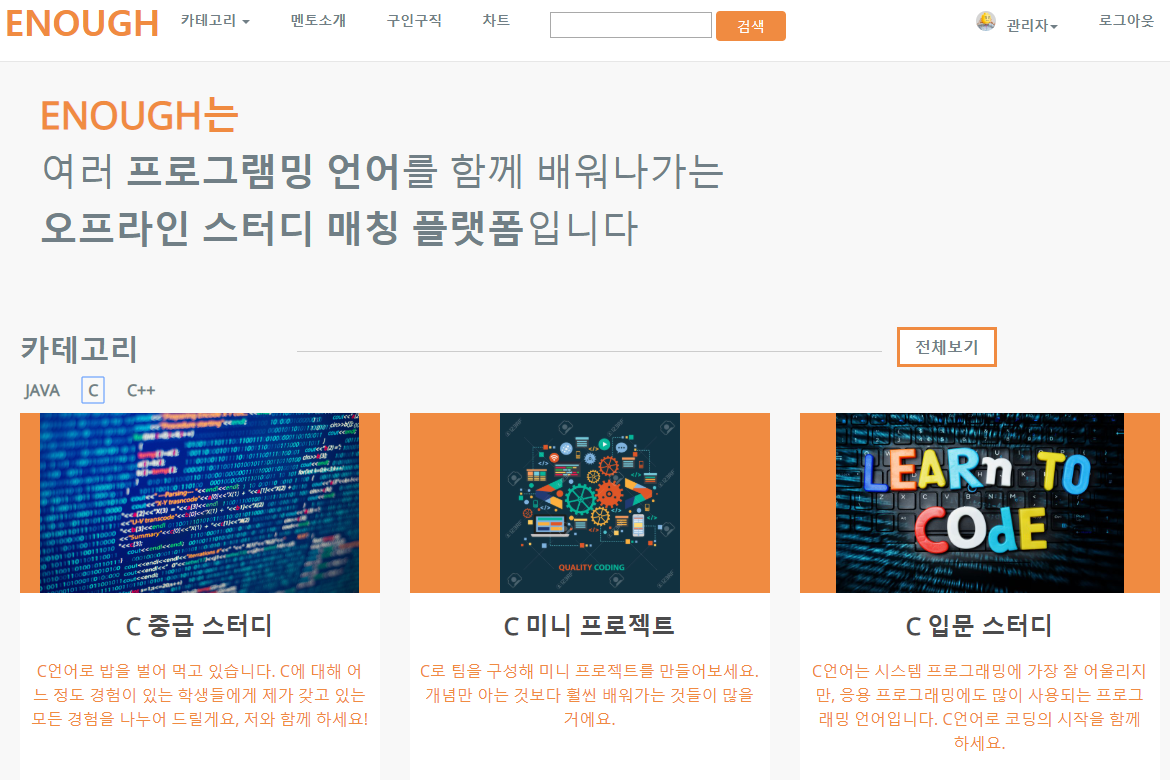 ENOUGH 카테고리 멘토소개 구인구직 차트 검색 관리자 로그아웃
ENOUGH는
여러 프로그램밍 언어를 함께 배워나가는
오프라인 스터디 매칭 플랫폼입니다
카테고리 전체보기
JAVA C C++
QUALITY CODING
LEARn TO
CODE
C 중급 스터디
C언어로 밥을 벌어 먹고 있습니다. C에 대해 어
느 정도 경험이 있는 학생들에게 제가 갖고 있는
모든 경험을 나누어 드릴게요, 저와 함께 하세요!
C 미니 프로젝트
C로 팀을 구성해 미니 프로젝트를 만들어보세요.
개념만 아는 것보다 훨씬 배워가는 것들이 많을
거에요.
C 입문 스터디
C언어는 시스템 프로그래밍에 가장 잘 어울리지
만, 응용 프로그래밍에도 많이 사용되는 프로그
래밍 언어입니다. C언어로 코딩의 시작을 함께
하세요.